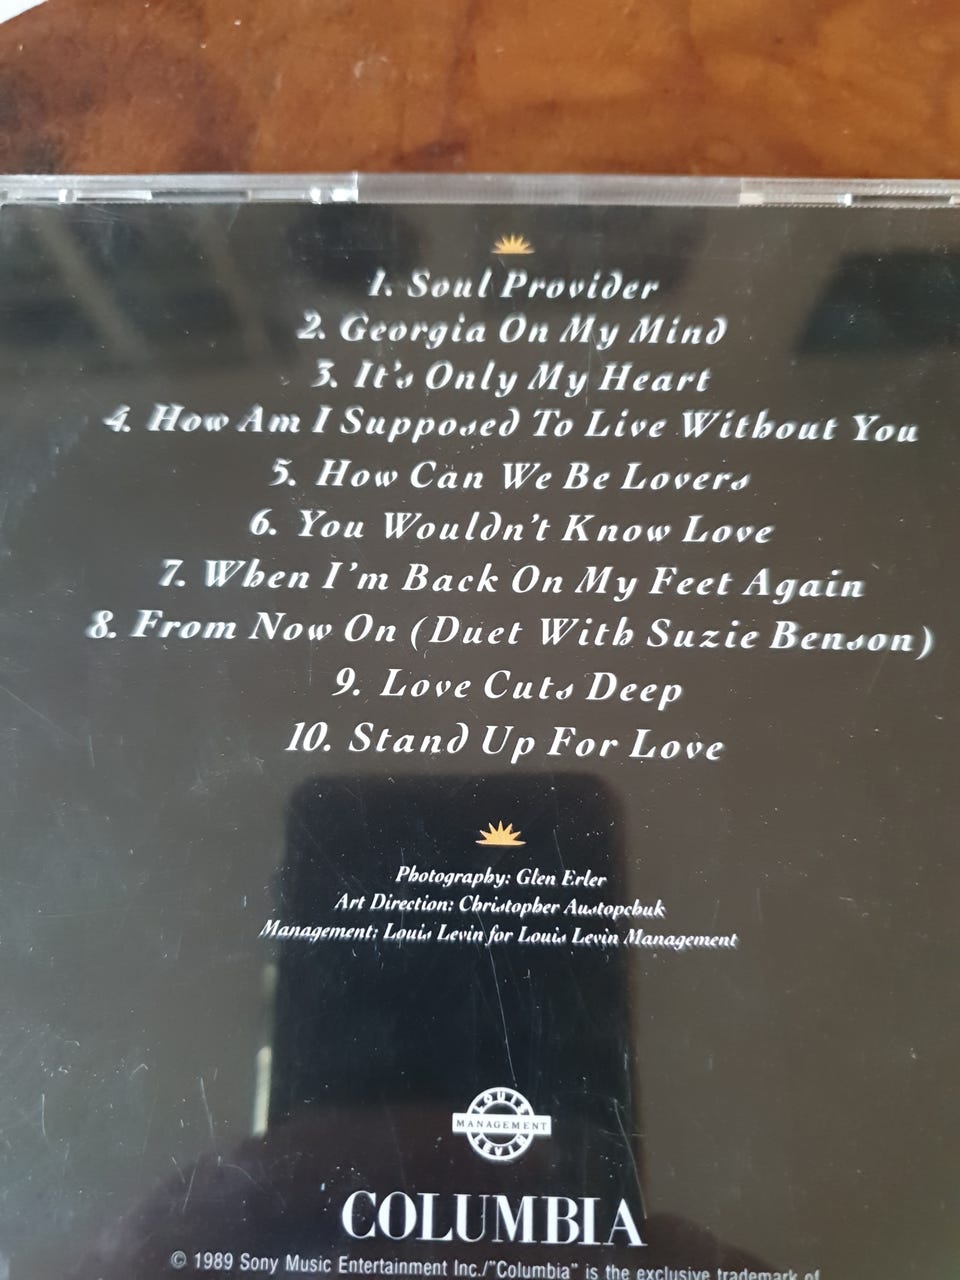 1. Soul Provider
2. Georgia On My Mind
3. It's Only My Heart
4. How Am I Supposed To Live Without You
5. How Can We Be Lovers
6. You Wouldn't Know Love
7. When I'm Back On My Feet Again
8. From Now On (Duet With Suzie Benson)
9. Love Cuts Deep
10. Stand Up For Love
Photography: Glen Erler
Art Direction: Christopher Austopchuk
Management: Louis Levin for Louis Levin Management
LOUIS
MANAGEMENT
LEVIN
COLUMBIA
© 1989 Sony Music Entertainment Inc./"Columbia" is the exclusive trademark of